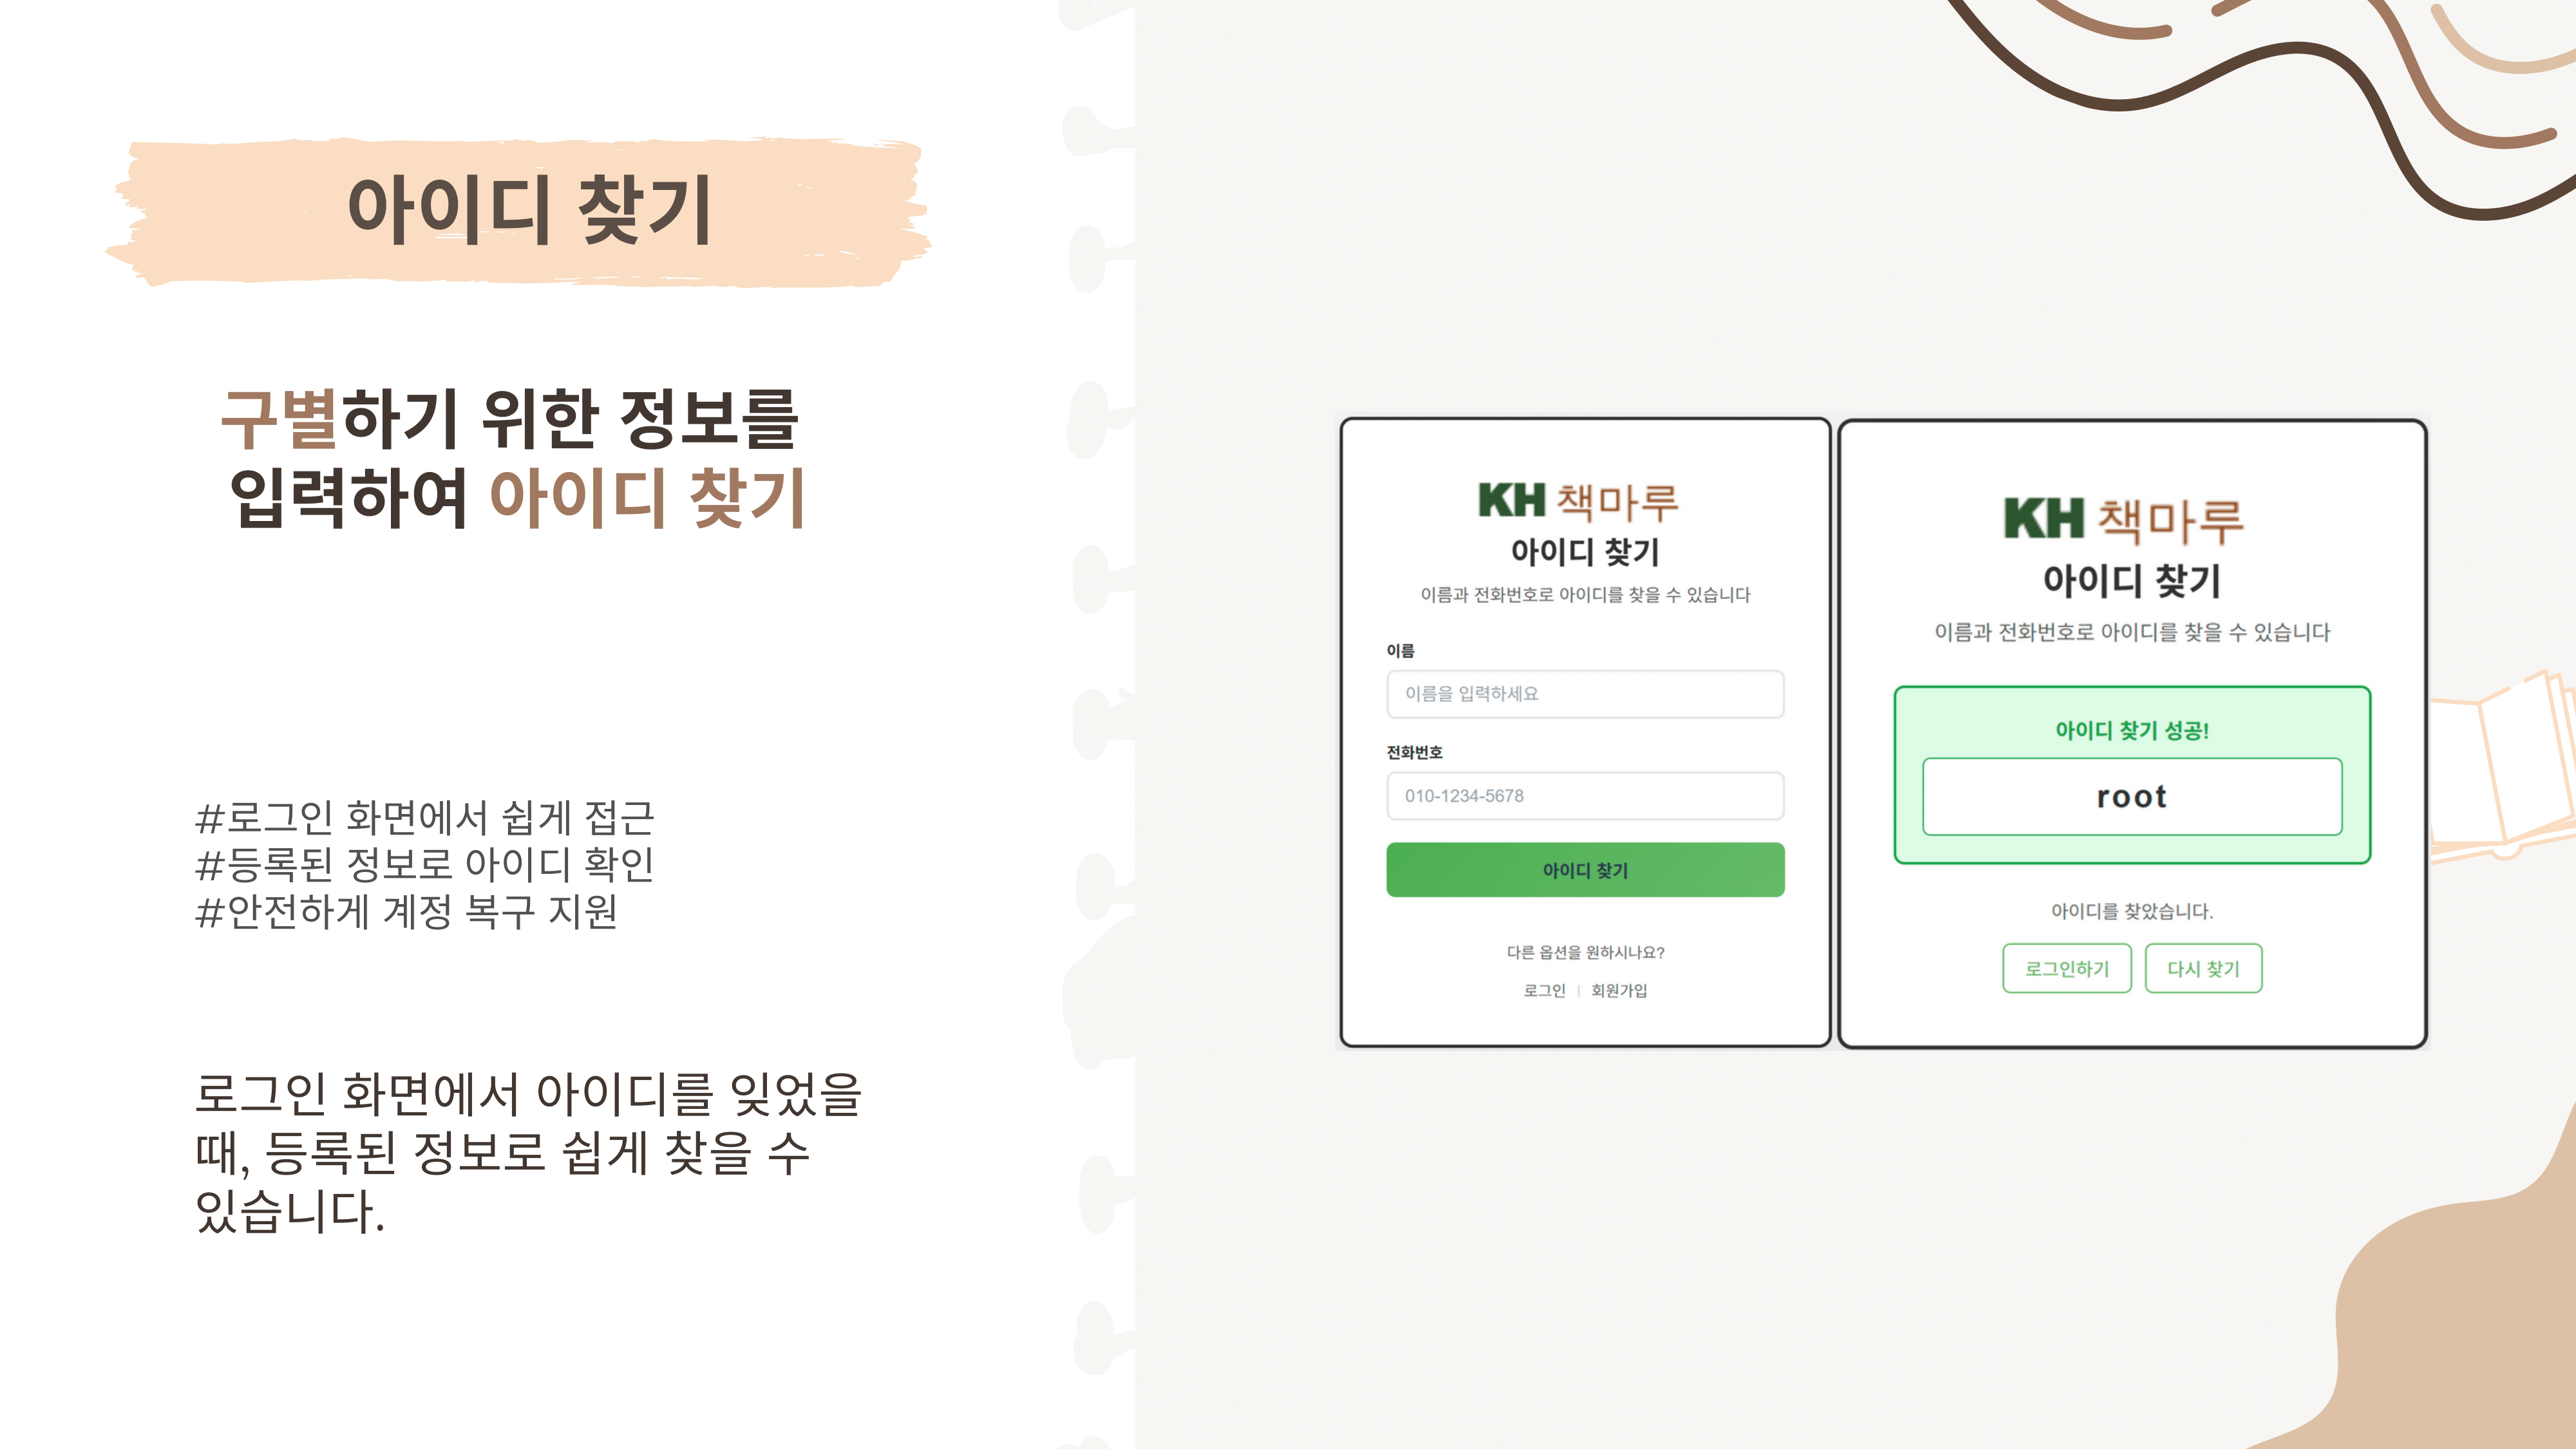 아이디 찾기
구별하기 위한 정보를
입력하여 아이디 찾기
#로그인 화면에서 쉽게 접근
#등록된 정보로 아이디 확인
#안전하게 계정 복구 지원
로그인 화면에서 아이디를 잊었을
때, 등록된 정보로 쉽게 찾을 수
있습니다.
KH 책마루
아이디 찾기
이름과 전화번호로 아이디를 찾을 수 있습니다
이름
이름을 입력하세요
전화번호
010-1234-5678
아이디 찾기
다른 옵션을 원하시나요?
로그인 | 회원가입
KH 책마루
아이디 찾기
이름과 전화번호로 아이디를 찾을 수 있습니다
아이디 찾기 성공!
root
아이디를 찾았습니다.
로그인하기 다시 찾기